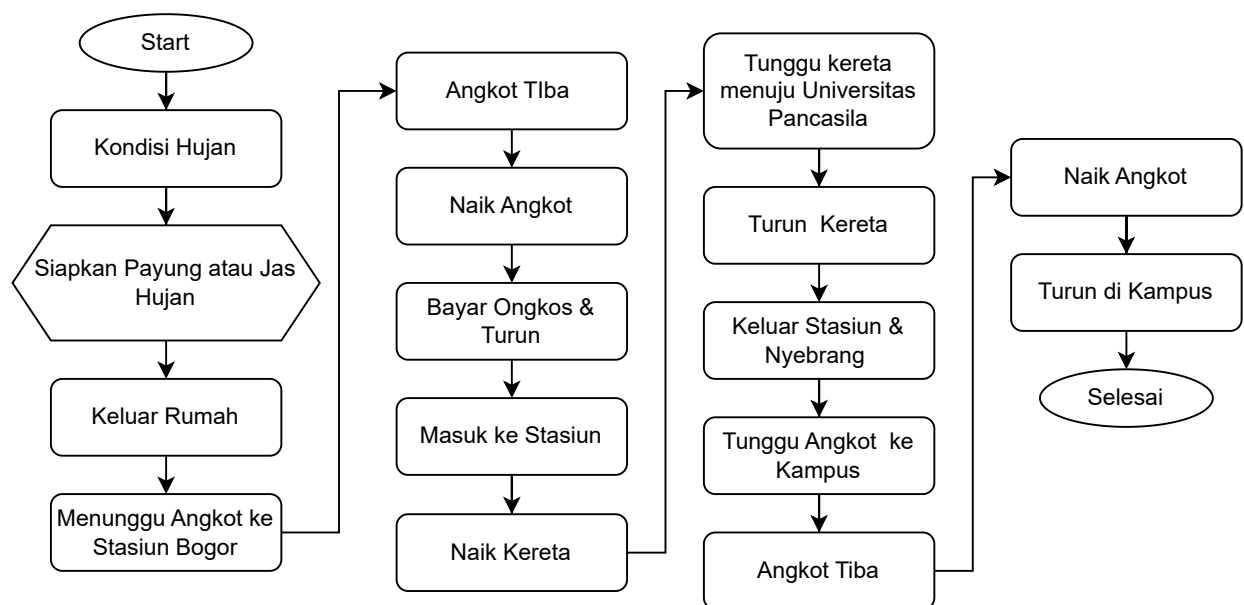 Start
Kondisi Hujan
Siapkan Payung atau Jas
Hujan
Keluar Rumah
Menunggu Angkot ke
Stasiun Bogor
Angkot TIba
Naik Angkot
Bayar Ongkos &
Turun
Masuk ke Stasiun
Naik Kereta
Tunggu kereta
menuju Universitas
Pancasila
Turun  Kereta
Keluar Stasiun &
Nyebrang
Tunggu Angkot  ke
Kampus
Angkot Tiba
Naik Angkot
Turun di Kampus
Selesai